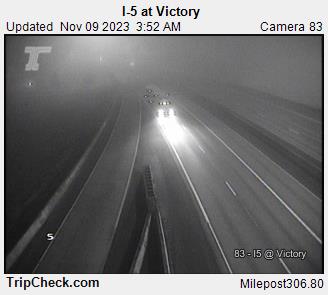 I-5 at Victory
Updated  Nov 09 2023  3:52 AM
Camera 83
T
S
83 - I5 @ Victory
TripCheck.com
Milepost306.80